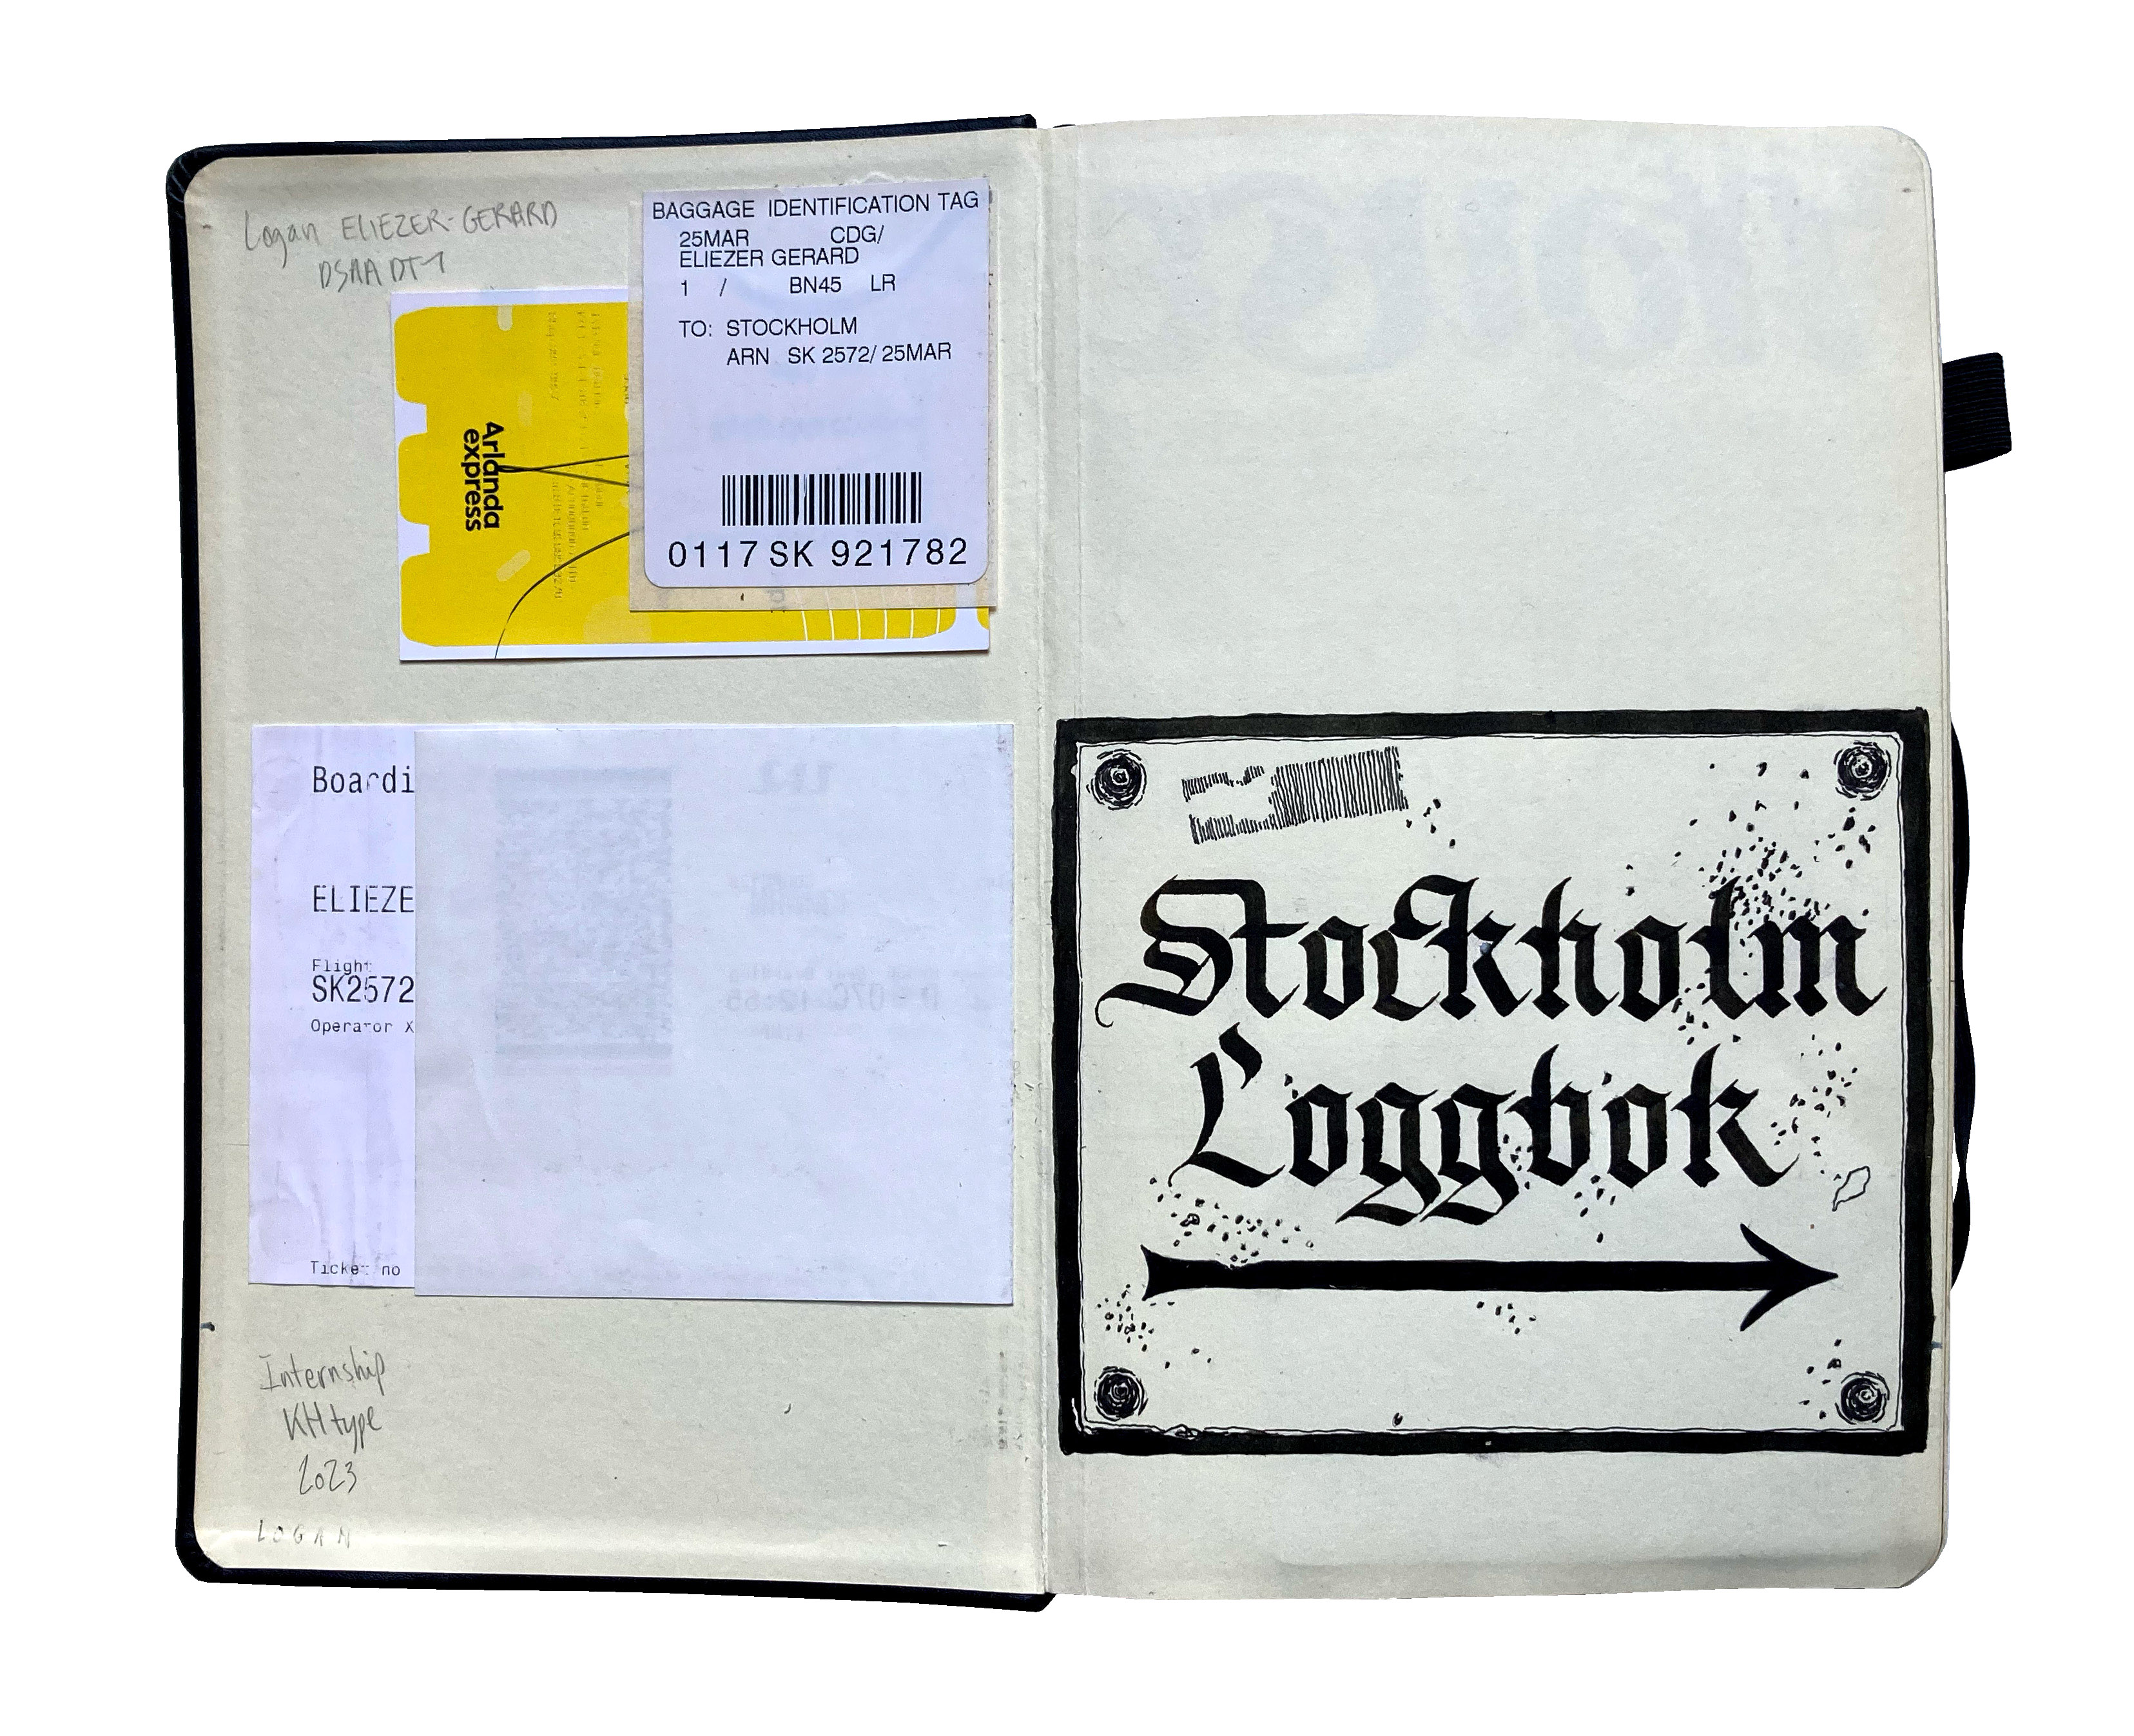 Logan ELIEZER-GERARD
DSAA DT1
BAGGAGE IDENTIFICATION TAG
25MAR CDG/
ELIEZER GERARD
1 / BN45 LR
TO: STOCKHOLM
ARN SK 2572/ 25MAR
0117 SK 921782
Arlanda
express
Boardi
ELIEZE
Flight
SK2572
Operator X
Ticket no
Internship
KH type
2023
LOGAN
Stockholm
Loggbok